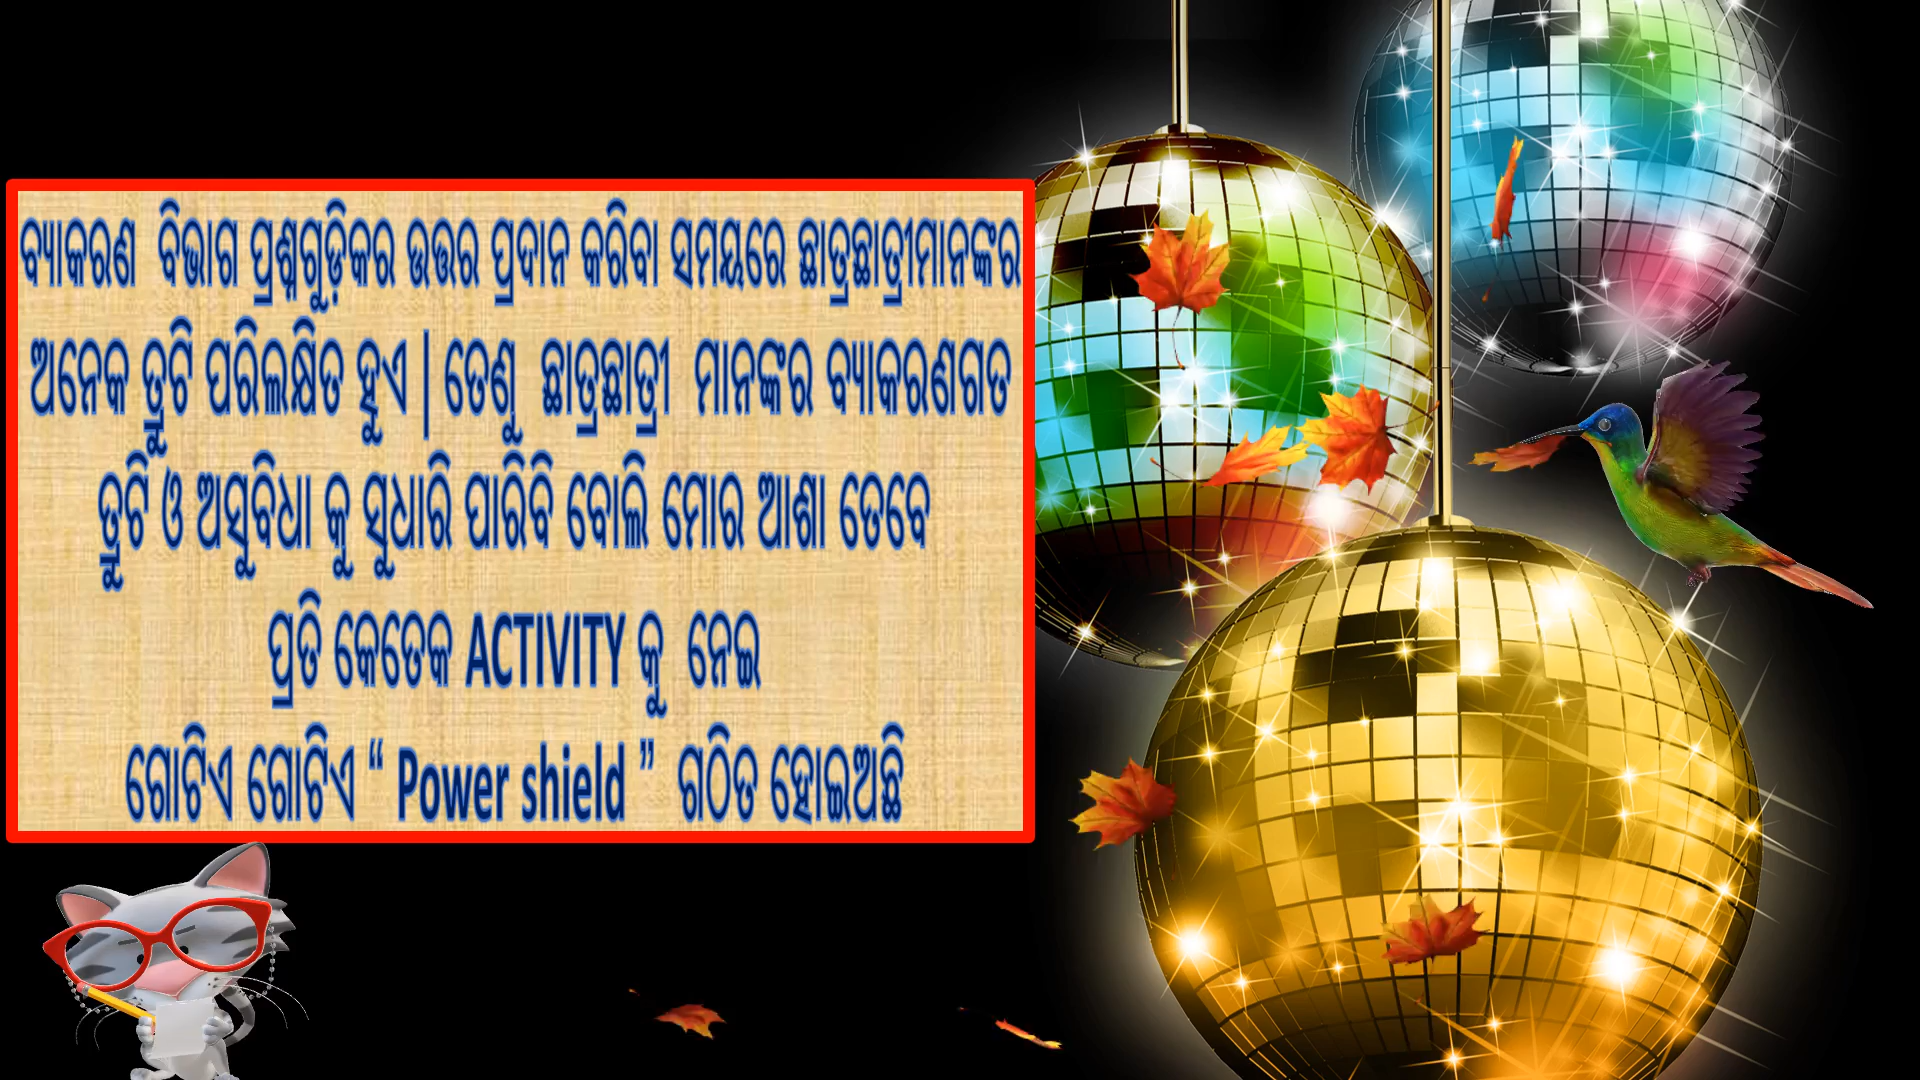 ବ୍ୟାକରଣ ବିଭାଗ ପ୍ରଶ୍ନଗୁଡ଼ିକର ଉତ୍ତର ପ୍ରଦାନ କରିବା ସମୟରେ ଛାତ୍ରଛାତ୍ରୀମାନଙ୍କର
ଅନେକ ତ୍ରୁଟି ପରିଲକ୍ଷିତ ହୁଏ | ତେଣୁ ଛାତ୍ରଛାତ୍ରୀ ମାନଙ୍କର ବ୍ୟାକରଣଗତ
ତ୍ରୁଟି ଓ ଅସୁବିଧା କୁ ସୁଧାରି ପାରିବି ବୋଲି ମୋର ଆଶା ତେବେ
ପ୍ରତି କେତେକ ACTIVITY କୁ ନେଇ
ଗୋଟିଏ ଗୋଟିଏ “ Power shield ” ଗଠିତ ହୋଇଅଛି